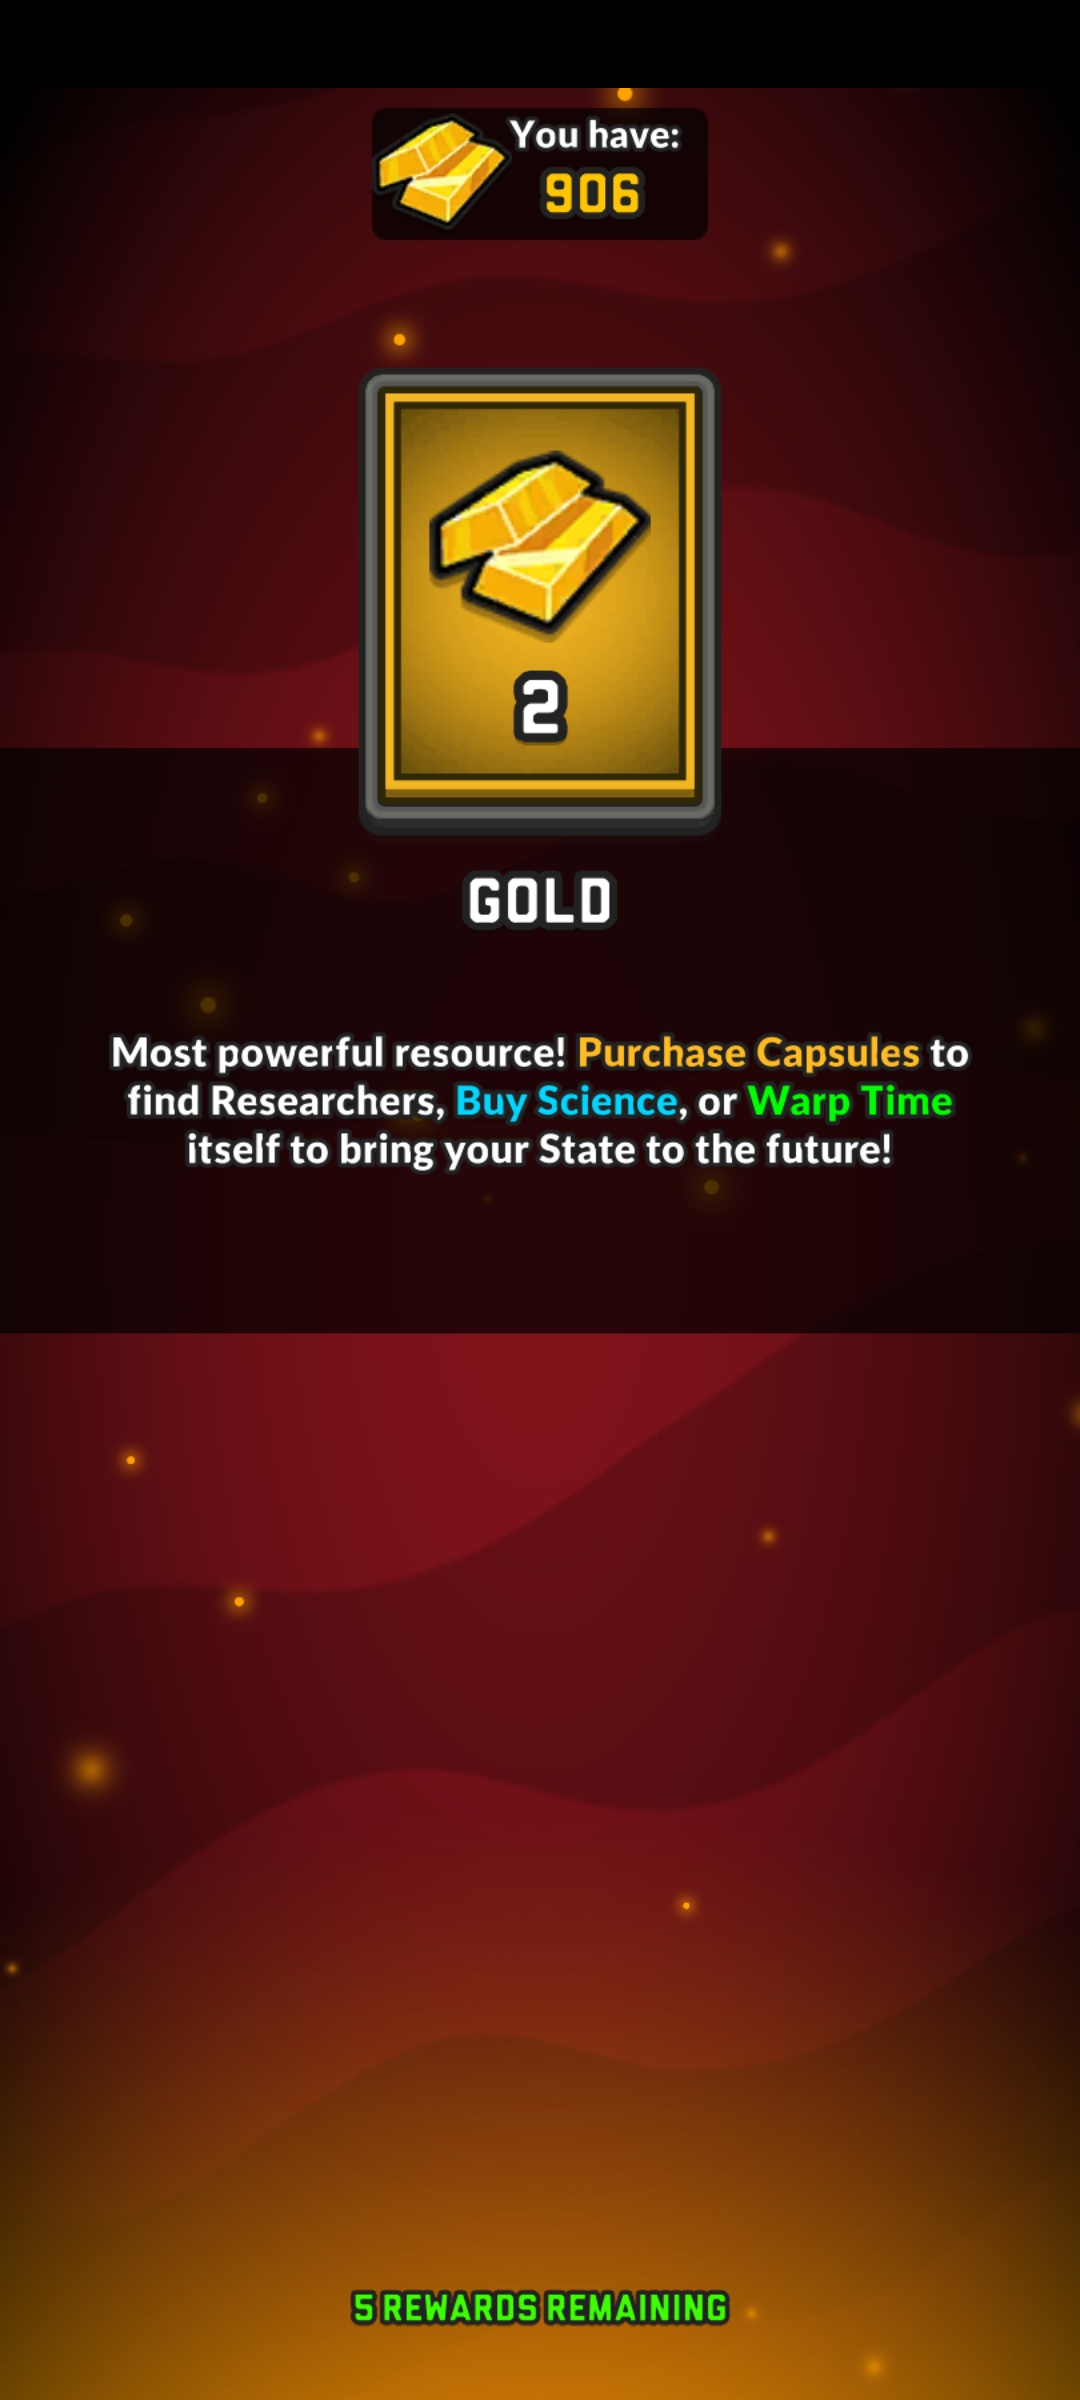 You have:
906
2
GOLD
Most powerful resource! Purchase Capsules to
find Researchers, Buy Science, or Warp Time
itself to bring your State to the future!
5 REWARDS REMAINING